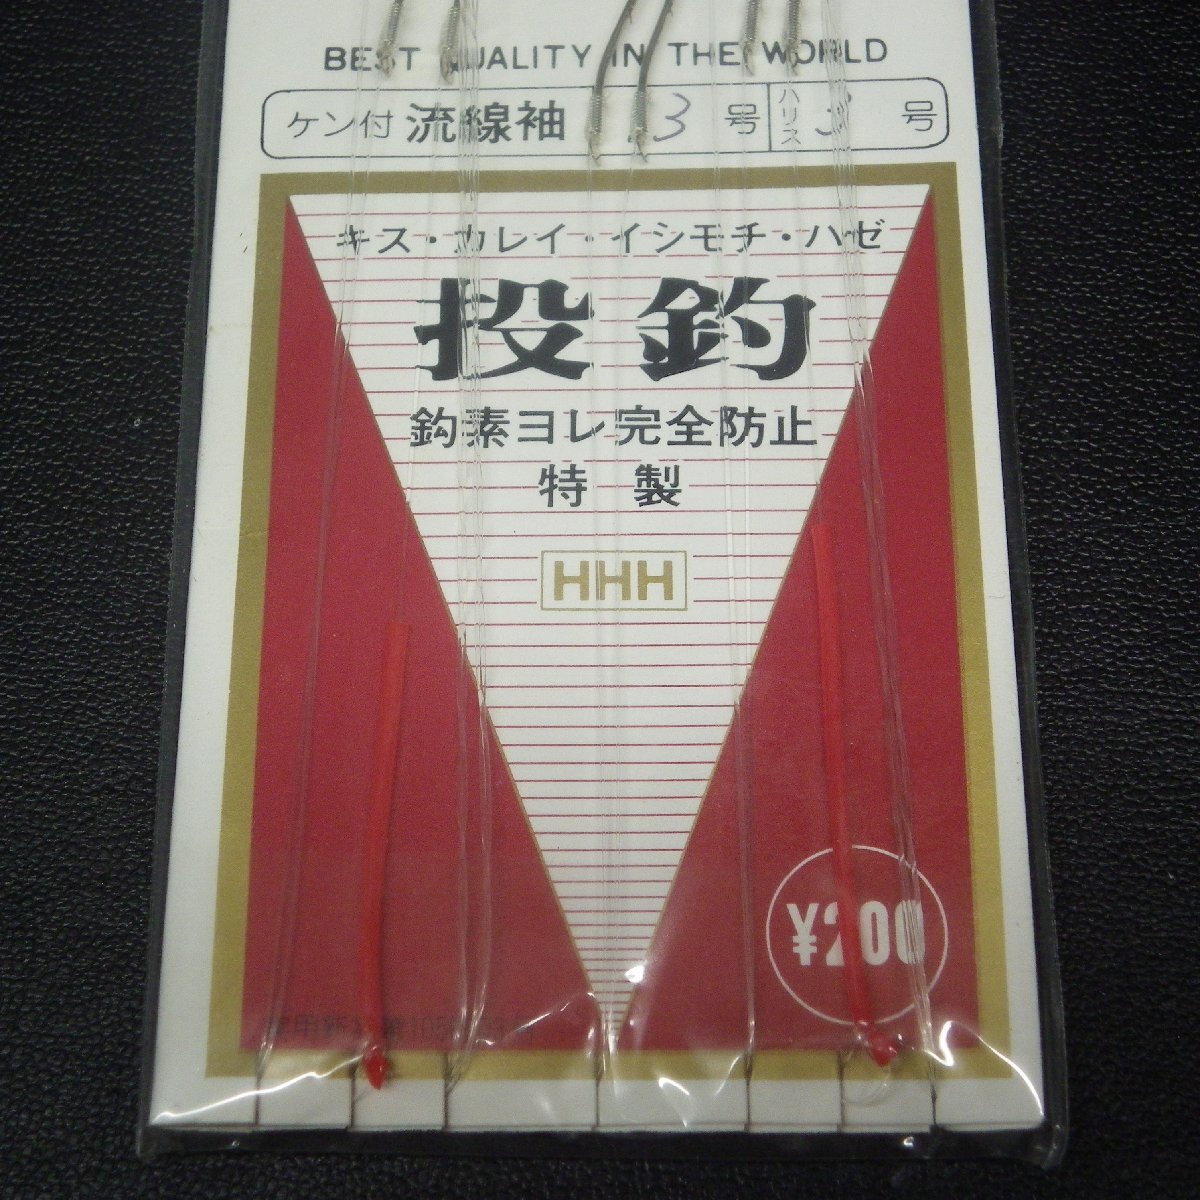 BEST QUALITY IN THE WORLD
ケン付 流線袖 13 号 ハリス 3 号
キス・カレイ・イシモチ・ハゼ
投釣
鈎素ヨレ完全防止
特製
HHH
¥200